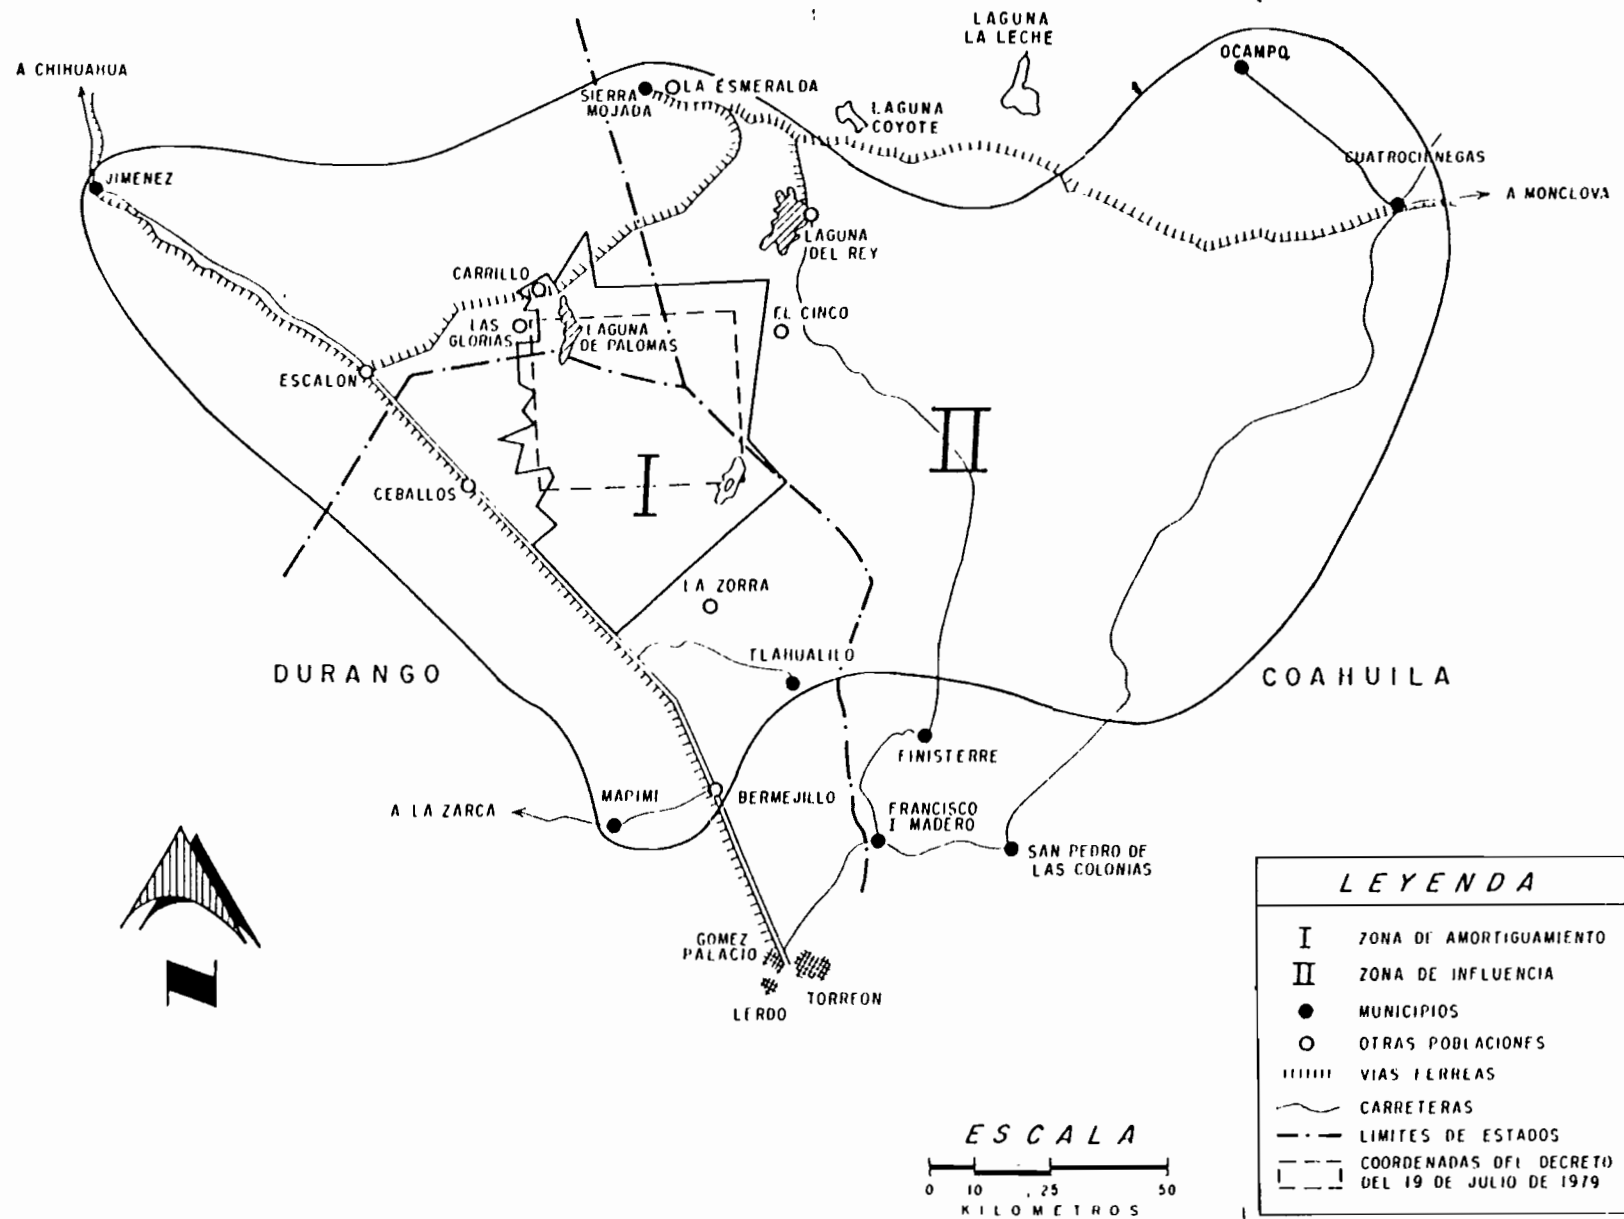 LAGUNA
LA LECHE
OCAMPO
A CHIHUAHUA
SIERRA
MOJADA
LA ESMERALDA
LAGUNA
COYOTE
CUATROCIENEGAS
JIMENEZ
A MONCLOVA
LAGUNA
DEL REY
CARRILLO
EL CINCO
LAS
GLORIAS
LAGUNA
DE PALOMAS
ESCALON
II
I
CEBALLOS
LA ZORRA
TLAHUALILO
DURANGO
COAHUILA
FINISTERRE
MAPIMI
BERMEJILLO
A LA ZARCA
FRANCISCO
I MADERO
SAN PEDRO DE
LAS COLONIAS
GOMEZ
PALACIO
TORREON
LERDO
N
LEYENDA
I ZONA DE AMORTIGUAMIENTO
II ZONA DE INFLUENCIA
MUNICIPIOS
OTRAS POBLACIONES
VIAS FERREAS
CARRETERAS
LIMITES DE ESTADOS
COORDENADAS DEL DECRETO
DEL 19 DE JULIO DE 1979
ESCALA
0 10 25 50
KILOMETROS